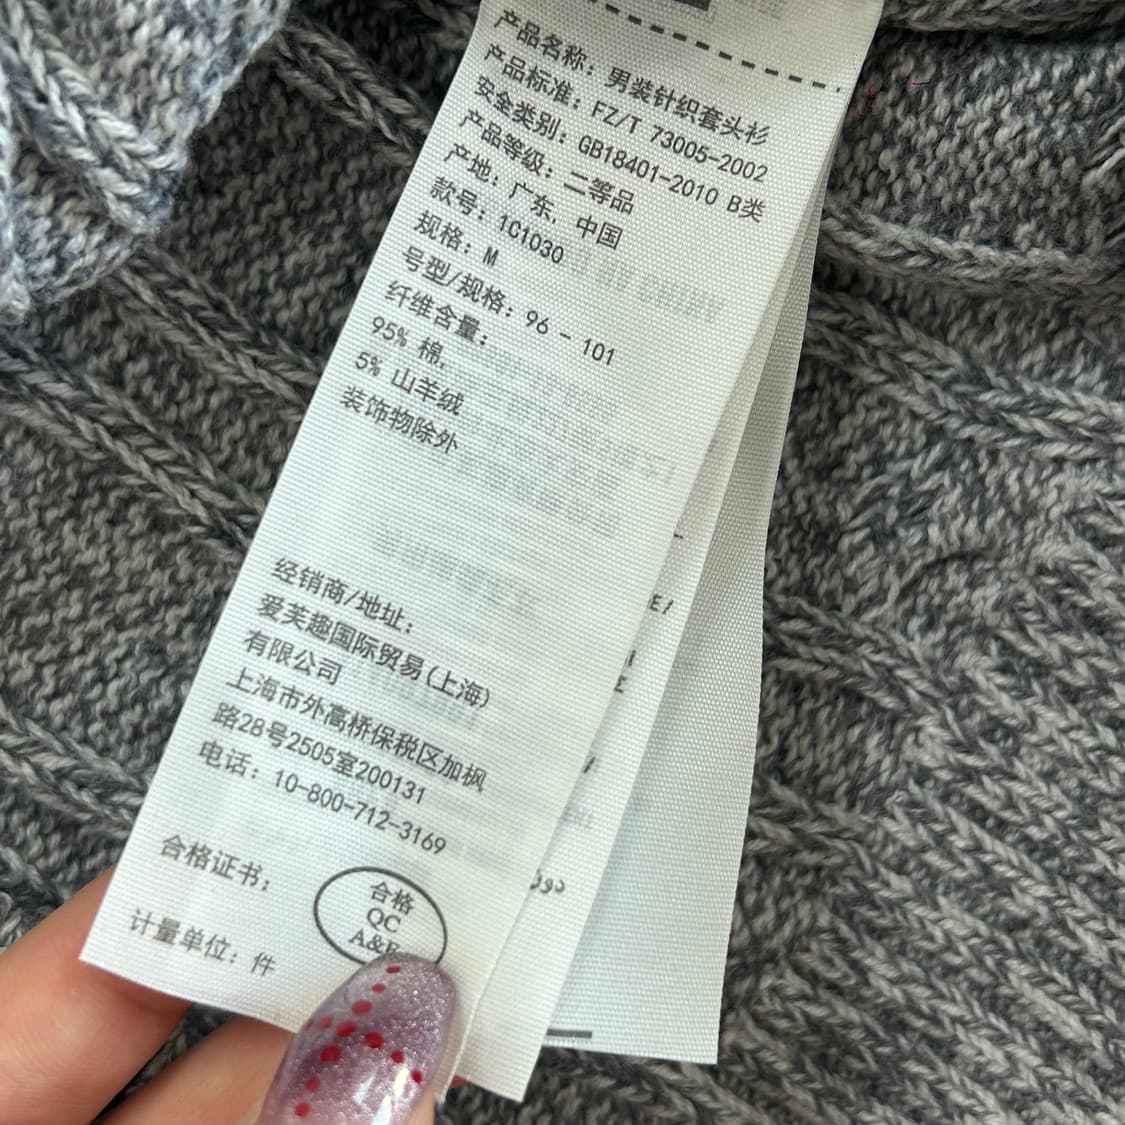 产品名称：男装针织套头衫
产品标准：FZ/T 73005-2002
安全类别：GB18401-2010 B类
产品等级：二等品
产地：广东, 中国
款号：1C1030
规格：M
号型/规格：96 - 101
纤维含量：
95% 棉,
5% 山羊绒
装饰物除外
经销商/地址：
爱芙趣国际贸易(上海)
有限公司
上海市外高桥保税区加枫
路28号2505室200131
电话：10-800-712-3169
合格证书：
合格
QC
A&F
计量单位：件